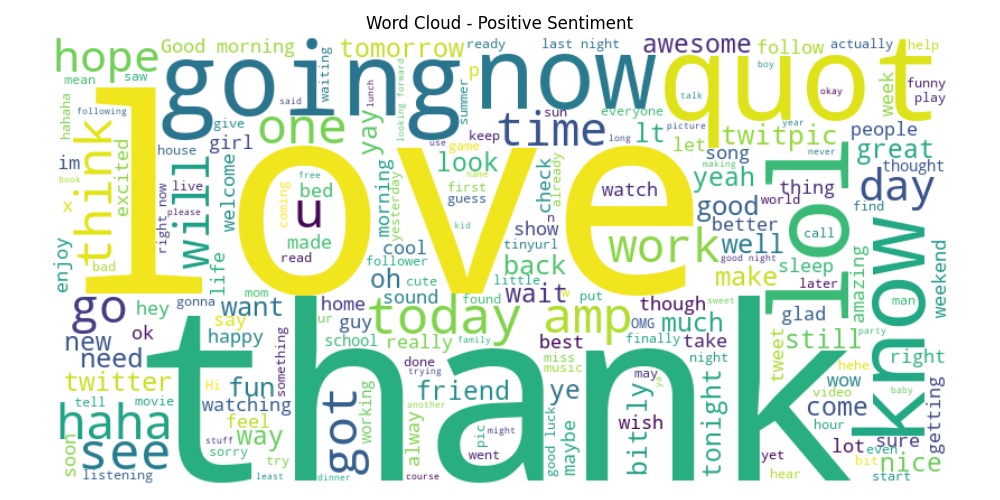 Word Cloud - Positive Sentiment
hope
Good morning
going
waiting
tomorrow
ready
last night
now
awesome
follow
actually
help
quot
boy
talk
okay
week
funny
play
mean
saw
hahaha
following
said
lunch
looking forward
summer
p
sun
everyone
year
picture
think
excited
im
book
x
enjoy
bad
house
give
girl
one
yay
keep
use
time
long
lt
let
twitpic
song
people
great
thought
never
making
love
live
right now
please
will
welcome
life
free
coming
bed
u
made
read
morning
yesterday
look
game
name
first
guess
check
already
n
show
tinyurl
kid
little
watch
work
yeah
good
better
well
good night
thing
world
lol
call
day
find
know
sleep
later
amazing
man
weekend
go
hey
gonna
mom
want
home
sound
cool
follower
oh
cute
back
wait
w
put
though
sweet
make
glad
party
new
ok
say
happy
need
guy
ur
school
today
found
really
family
amp
best
OMG
finally
much
take
night
still
tweet
right
hehe
baby
wow
video
twitter
Hi
fun
something
thank
done
trying
friend
another
miss
music
ye
may
ya
wish
tell
movie
watching
feel
haha
see
soon
listening
way
stuff
sorry
try
least
got
working
dinner
alway
course
pic
might
went
good luck
maybe
bit ly
tonight
come
hour
yet
hear
lot
bit
sure
even
nice
start
getting